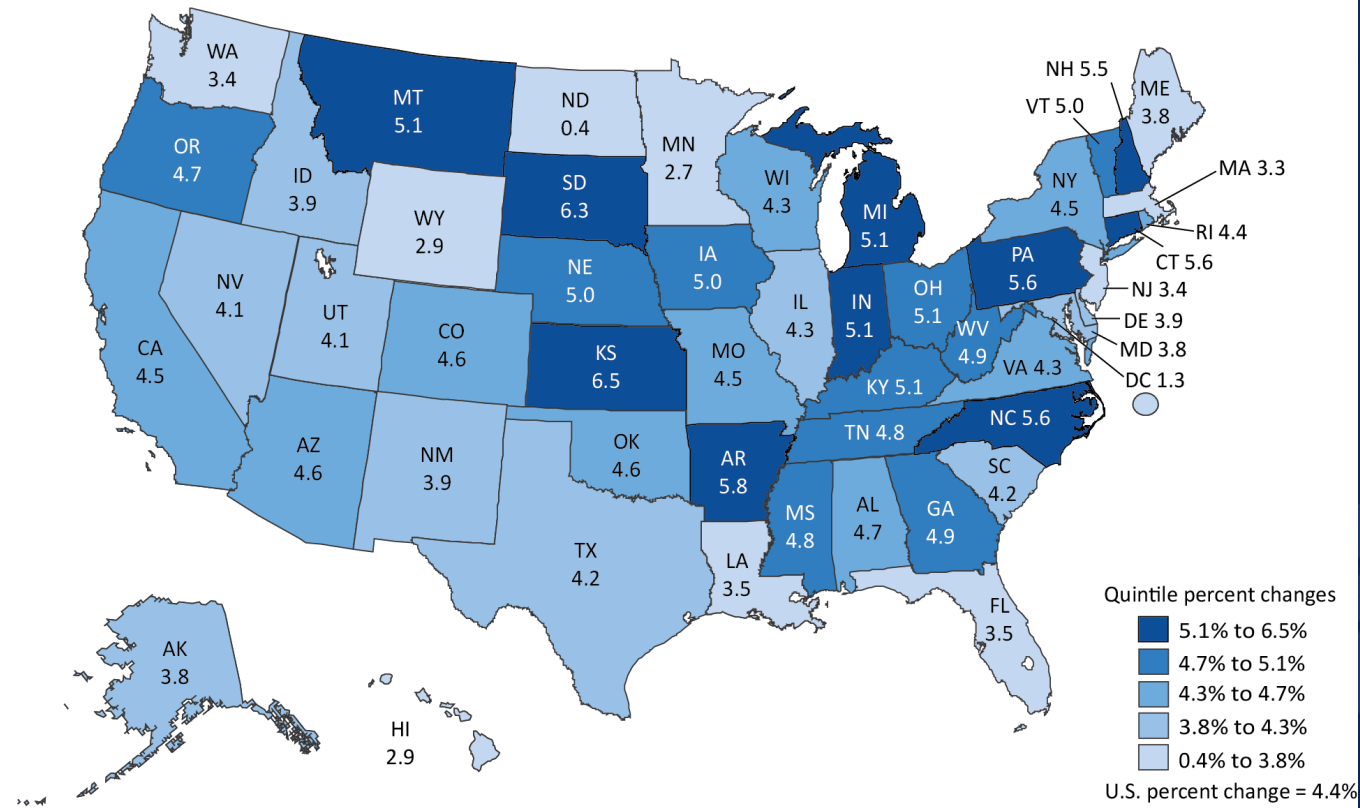 WA
3.4
MT
5.1
ND
0.4
MN
2.7
NH 5.5
VT 5.0
ME
3.8
OR
4.7
ID
3.9
WY
2.9
SD
6.3
WI
4.3
MI
5.1
NY
4.5
MA 3.3
RI 4.4
CT 5.6
NJ 3.4
DE 3.9
MD 3.8
DC 1.3
PA
5.6
NV
4.1
UT
4.1
CO
4.6
NE
5.0
IA
5.0
IL
4.3
IN
5.1
OH
5.1
WV
4.9
VA 4.3
CA
4.5
KS
6.5
MO
4.5
KY 5.1
NC 5.6
TN 4.8
AZ
4.6
NM
3.9
OK
4.6
AR
5.8
SC
4.2
MS
4.8
AL
4.7
GA
4.9
TX
4.2
LA
3.5
FL
3.5
AK
3.8
HI
2.9
Quintile percent changes
5.1% to 6.5%
4.7% to 5.1%
4.3% to 4.7%
3.8% to 4.3%
0.4% to 3.8%
U.S. percent change = 4.4%